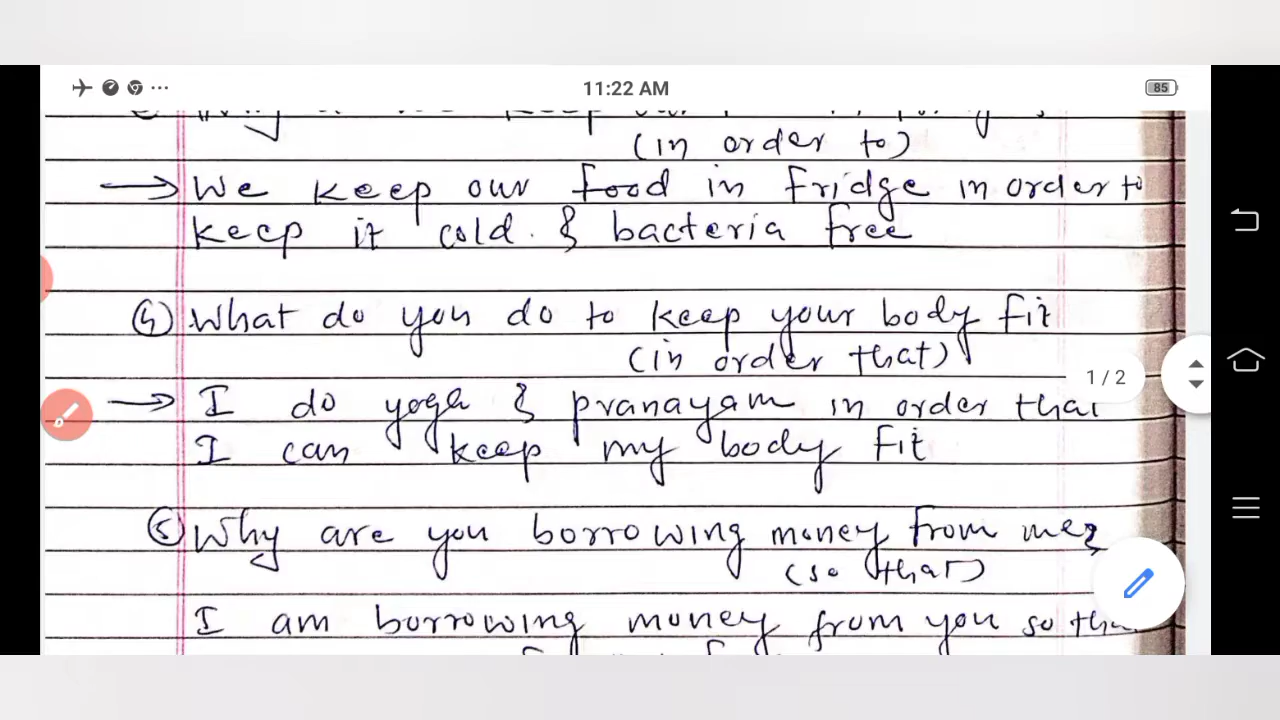 11:22 AM
85
(in order to)
We keep our food in fridge in order to
keep it cold. & bacteria free
④ What do you do to keep your body fit
(in order that)
1 / 2
I do yoga & pranayam in order that
I can keep my body fit
⑤ Why are you borrowing money from me?
(so that)
I am borrowing money from you so tha